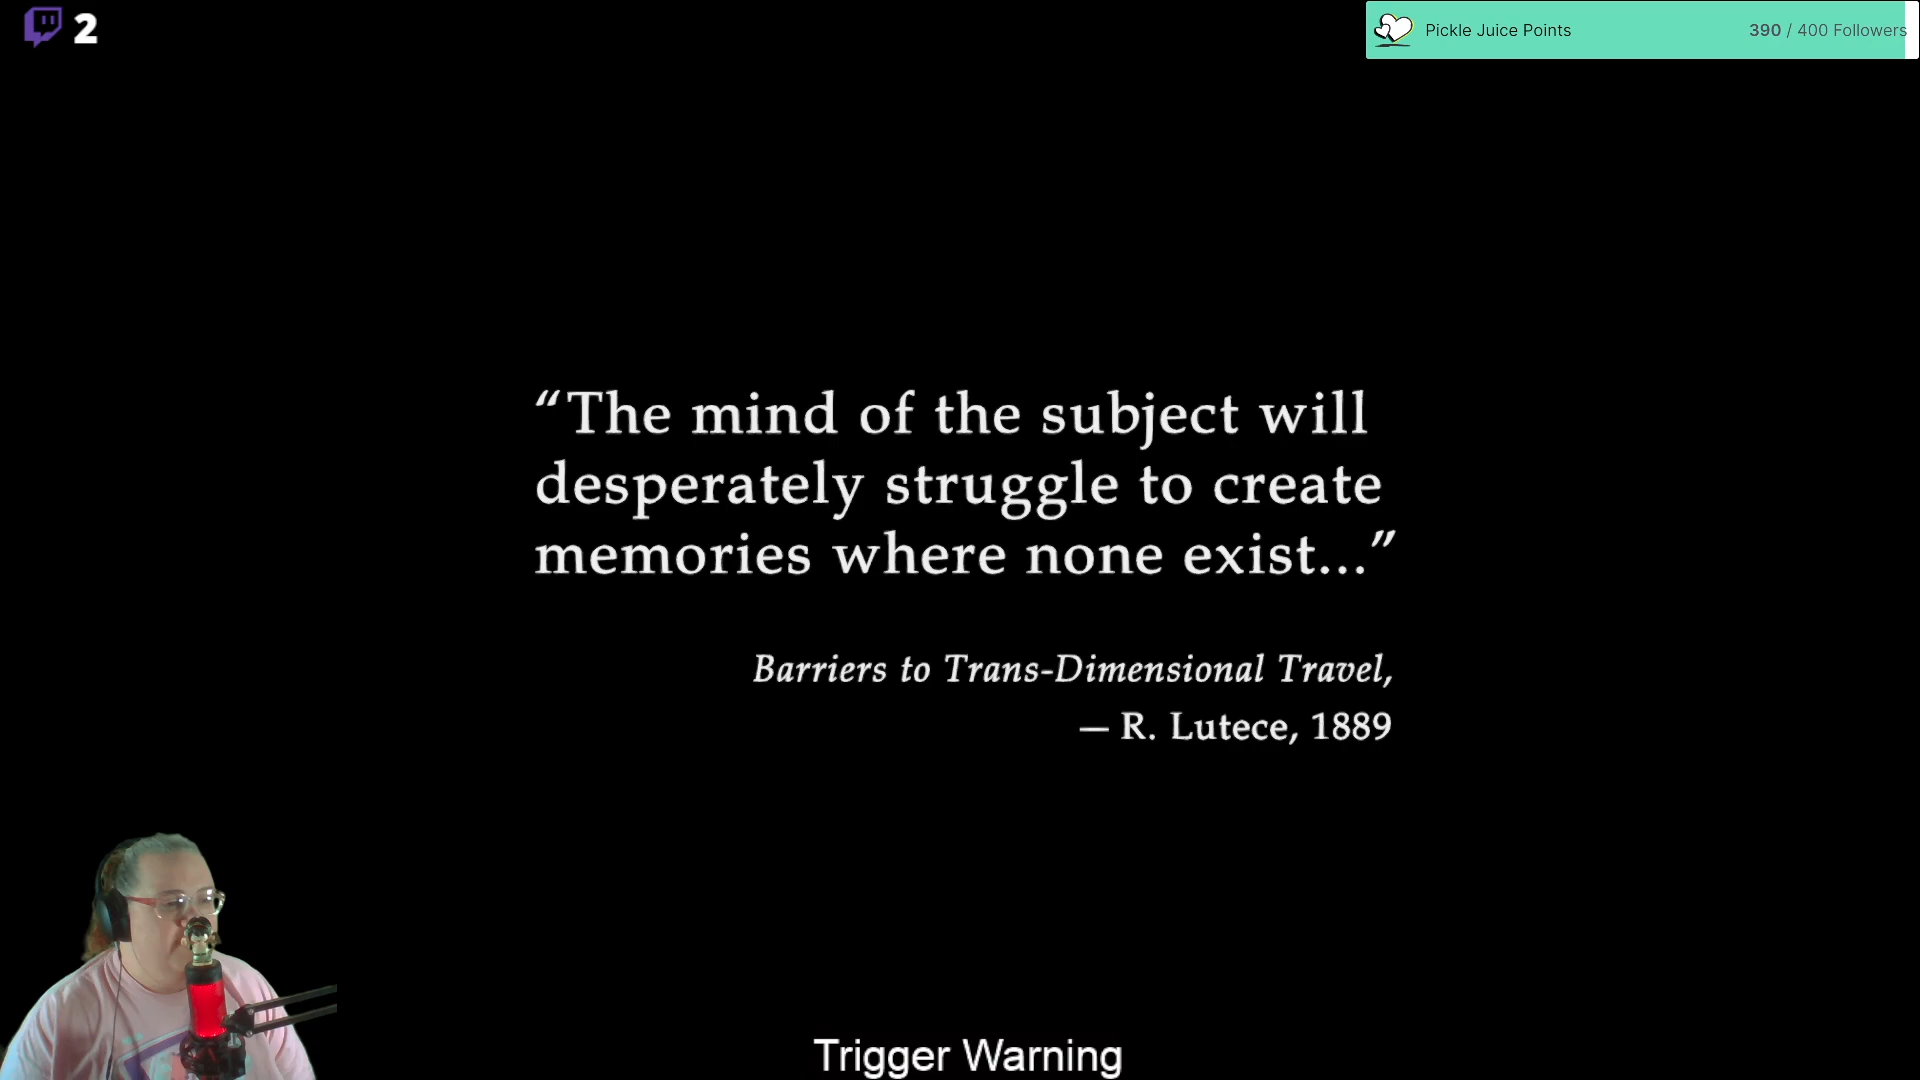 2
Pickle Juice Points
390 / 400 Followers
“The mind of the subject will
desperately struggle to create
memories where none exist...”
Barriers to Trans-Dimensional Travel,
— R. Lutece, 1889
Trigger Warning